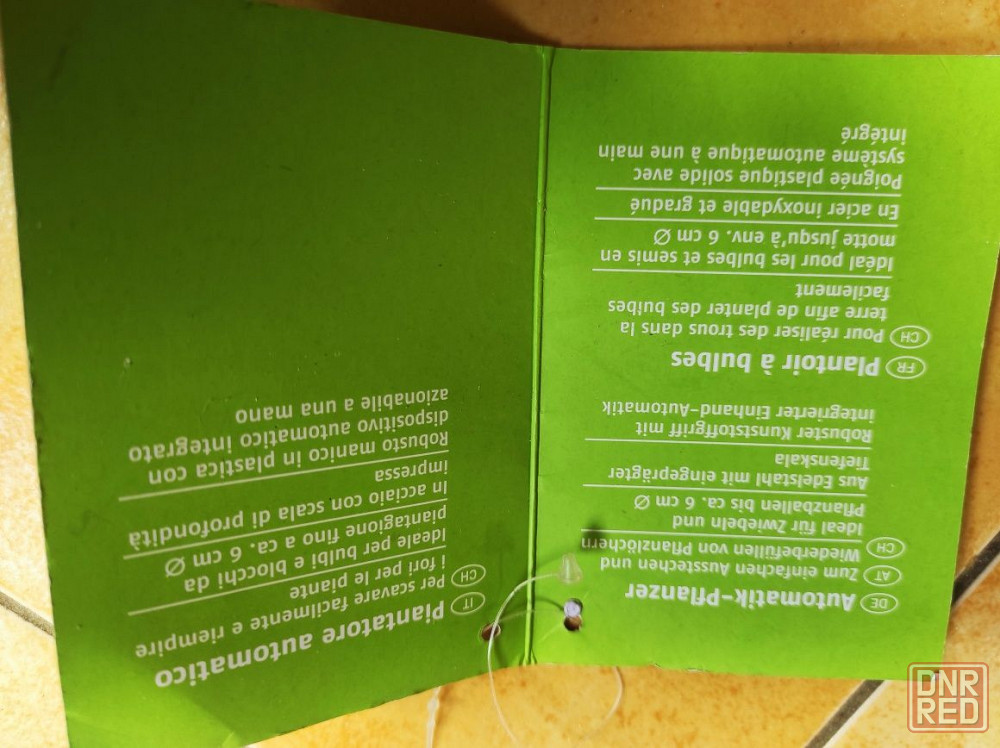 DE Automatik-Pflanzer
AT Zum einfachen Ausstechen und
CH Wiederbefüllen von Pflanzlöchern
Ideal für Zwiebeln und
Pflanzballen bis ca. 6 cm Ø
Aus Edelstahl mit eingeprägter
Tiefenskala
Robuster Kunststoffgriff mit
integrierter Einhand-Automatik
FR Plantoir à bulbes
CH Pour réaliser des trous dans la
terre afin de planter des bulbes
facilement
Idéal pour les bulbes et semis en
motte jusqu'à env. 6 cm Ø
En acier inoxydable et gradué
Poignée plastique solide avec
système automatique à une main
intégré
IT Piantatore automatico
CH Per scavare facilmente e riempire
i fori per le piante
Ideale per bulbi e blocchi da
piantagione fino a ca. 6 cm Ø
In acciaio con scala di profondità
impressa
Robusto manico in plastica con
dispositivo automatico integrato
azionabile a una mano
DNR
RED